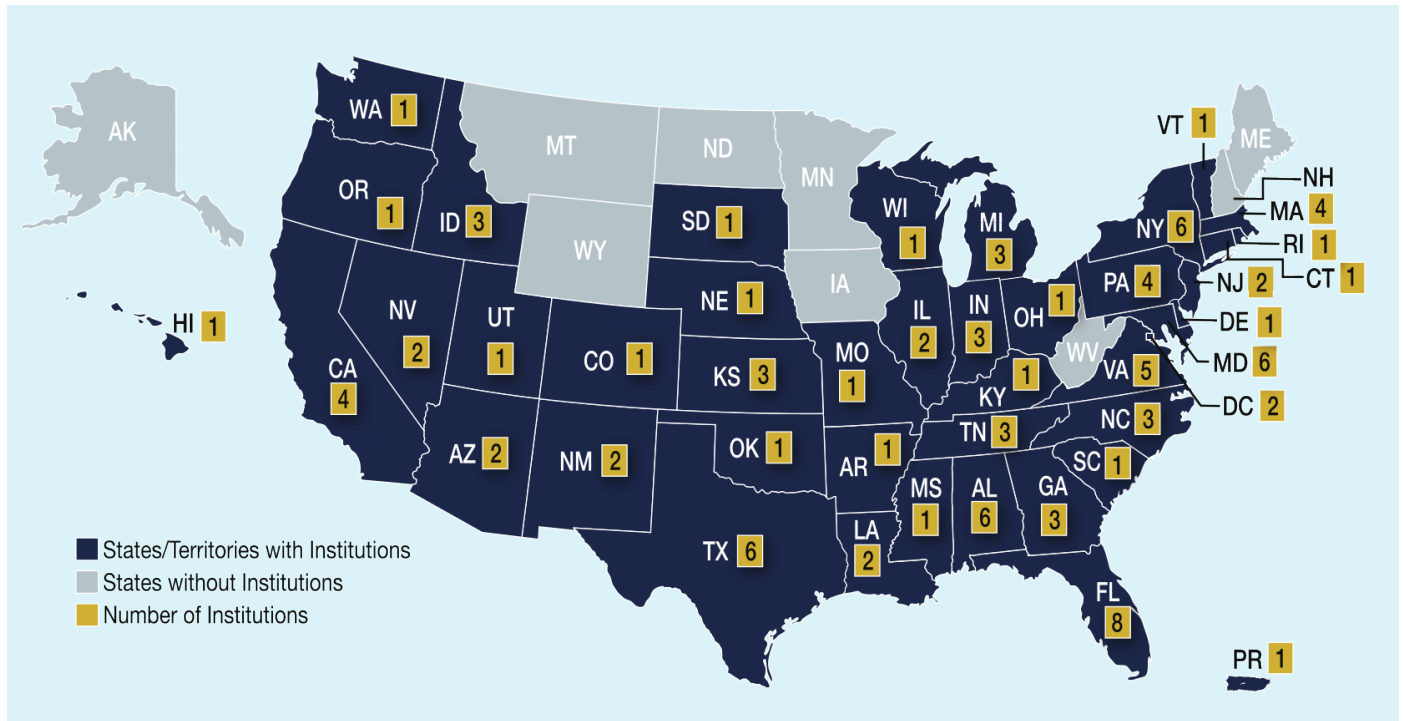 AK
WA 1
MT
ND
MN
VT 1
ME
OR 1
ID 3
WY
SD 1
WI 1
MI 3
NY 6
NH
MA 4
RI 1
CT 1
NJ 2
PA 4
DE 1
MD 6
DC 2
HI 1
CA 4
NV 2
UT 1
CO 1
NE 1
KS 3
IA
MO 1
IL 2
IN 3
OH 1
WV
VA 5
KY 1
NC 3
TN 3
SC 1
AZ 2
NM 2
OK 1
AR 1
MS 1
AL 6
GA 3
LA 2
TX 6
FL 8
PR 1
States/Territories with Institutions
States without Institutions
Number of Institutions